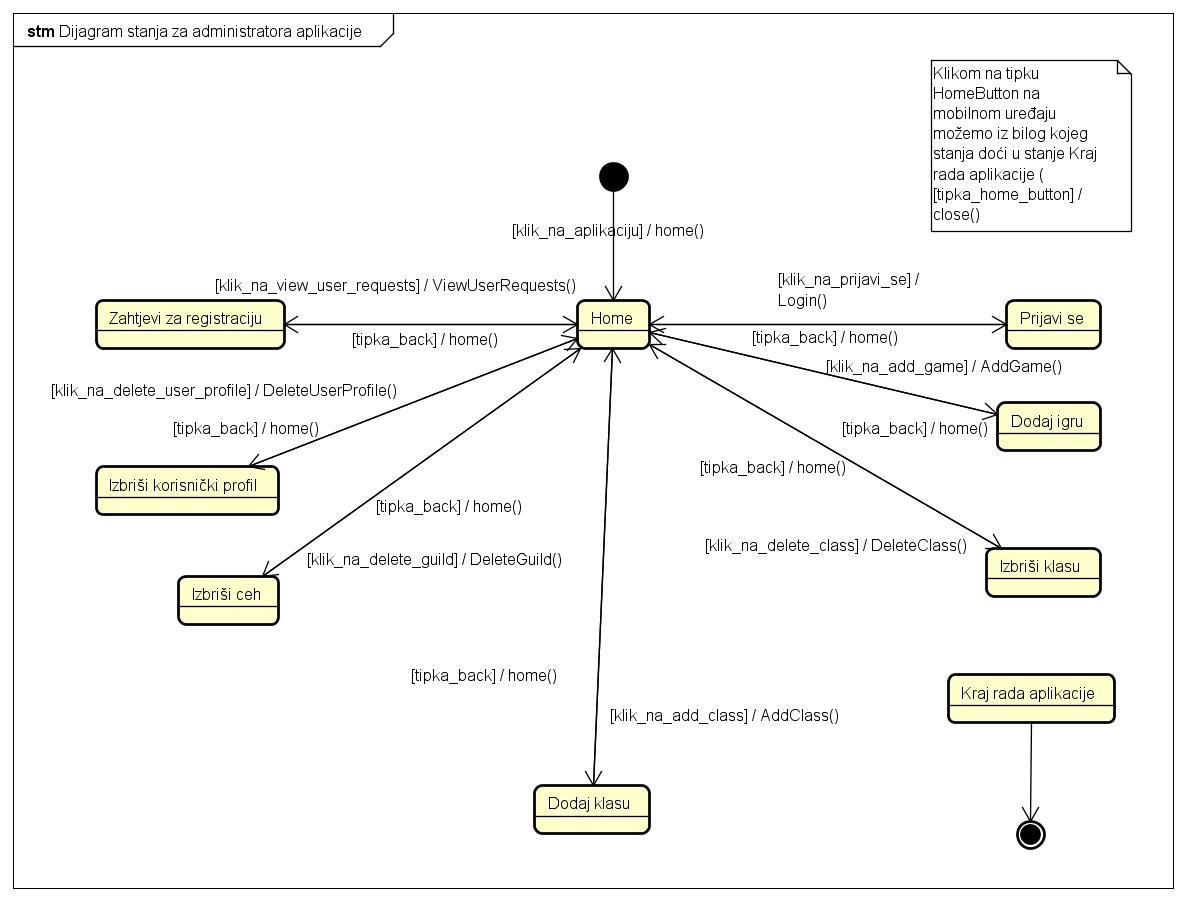 stm Dijagram stanja za administratora aplikacije
Klikom na tipku
HomeButton na
mobilnom uređaju
možemo iz bilog kojeg
stanja doći u stanje Kraj
rada aplikacije (
[tipka_home_button] /
close()
[klik_na_aplikaciju] / home()
[klik_na_view_user_requests] / ViewUserRequests()
[klik_na_prijavi_se] /
Login()
Zahtjevi za registraciju
Home
Prijavi se
[tipka_back] / home()
[tipka_back] / home()
[klik_na_add_game] / AddGame()
[klik_na_delete_user_profile] / DeleteUserProfile()
Dodaj igru
[tipka_back] / home()
[tipka_back] / home()
[tipka_back] / home()
Izbriši korisnički profil
[tipka_back] / home()
[klik_na_delete_class] / DeleteClass()
[klik_na_delete_guild] / DeleteGuild()
Izbriši klasu
Izbriši ceh
[tipka_back] / home()
Kraj rada aplikacije
[klik_na_add_class] / AddClass()
Dodaj klasu